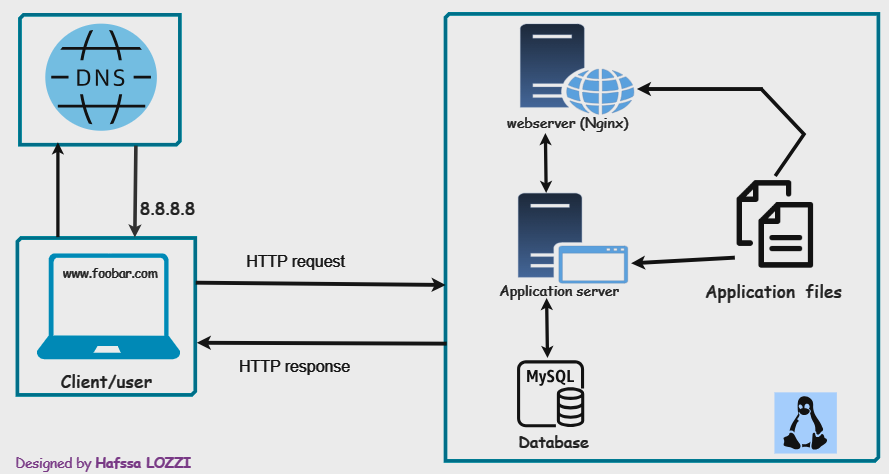 DNS
8.8.8.8
www.foobar.com
Client/user
HTTP request
HTTP response
webserver (Nginx)
Application server
Application files
MySQL
Database
Designed by Hafssa LOZZI